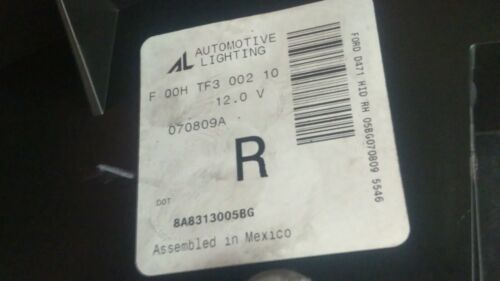 AL AUTOMOTIVE
LIGHTING
F 00H TF3 002 10
12.0 V
070809A
R
DOT
8A8313005BG
Assembled in Mexico
FORD D471 HID RH 05BG070809 5546